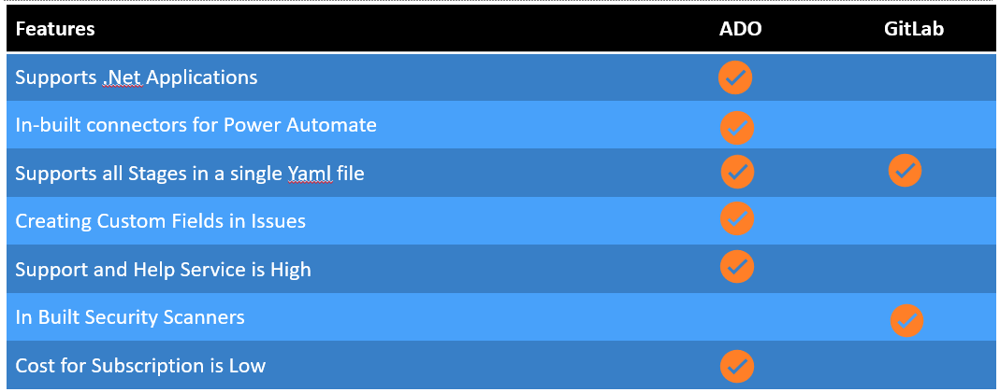 Features ADO GitLab
Supports .Net Applications
In-built connectors for Power Automate
Supports all Stages in a single Yaml file
Creating Custom Fields in Issues
Support and Help Service is High
In Built Security Scanners
Cost for Subscription is Low